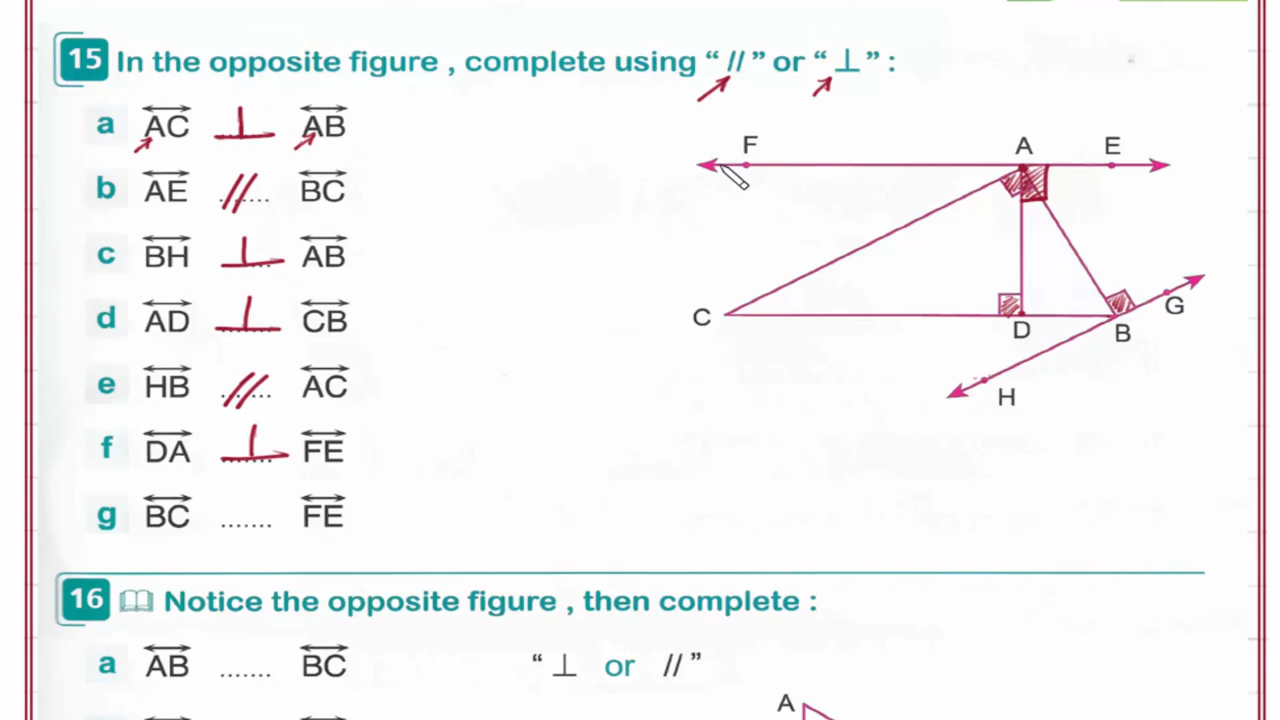 15 In the opposite figure , complete using “ // ” or “ ⊥ ” :
a AC ⊥ AB
b AE // BC
c BH ⊥ AB
d AD ⊥ CB
e HB // AC
f DA ⊥ FE
g BC ....... FE
F A E
C D B G
H
16 Notice the opposite figure , then complete :
a AB ....... BC “ ⊥ or // ”
A